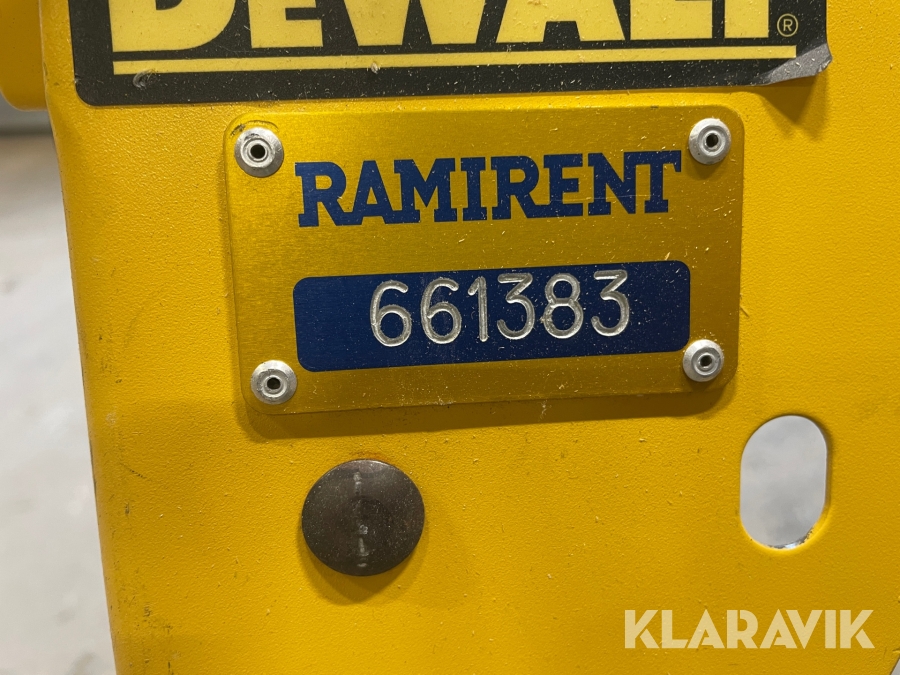 DEWALT®
RAMIRENT
661383
KLARAVIK